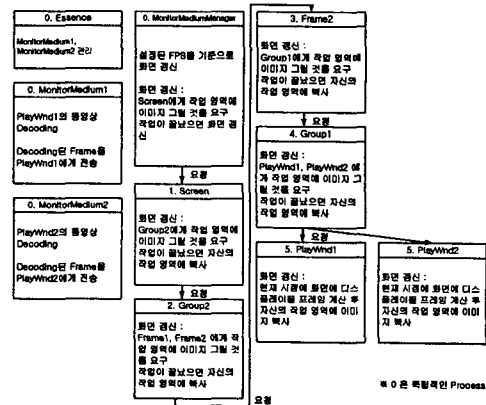 0. Essence
MonitorMedium1,
MonitorMedium2 관리
0. MonitorMedium1
PlayWnd1의 동영상
Decoding
Decoding된 Frame을
PlayWnd1에게 전송
0. MonitorMedium2
PlayWnd2의 동영상
Decoding
Decoding된 Frame을
PlayWnd2에게 전송
0. MonitorMediumManager
설정된 FPS를 기준으로
화면 갱신
화면 갱신 :
Screen에게 작업 영역에
이미지 그릴 것을 요구
작업이 끝났으면 화면 갱
신
요청
1. Screen
화면 갱신 :
Group2에게 작업 영역에
이미지 그릴 것을 요구
작업이 끝났으면 자신의
작업 영역에 복사
요청
2. Group2
화면 갱신 :
Frame1, Frame2 에게 작
업 영역에 이미지 그릴 것
을 요구
작업이 끝났으면 자신의
작업 영역에 복사
요청
3. Frame2
화면 갱신 :
Group1에게 작업 영역에
이미지 그릴 것을 요구
작업이 끝났으면 자신의
작업 영역에 복사
요청
4. Group1
화면 갱신 :
PlayWnd1, PlayWnd2 에
게 작업 영역에 이미지 그
릴 것을 요구
작업이 끝났으면 자신의
작업 영역에 복사
요청
5. PlayWnd1
화면 갱신 :
현재 시점에 화면에 디스
플레이될 프레임 계산 후
자신의 작업 영역에 이미
지 복사
5. PlayWnd2
화면 갱신 :
현재 시점에 화면에 디스
플레이될 프레임 계산 후
자신의 작업 영역에 이미
지 복사
※ 0 은 독립적인 Process